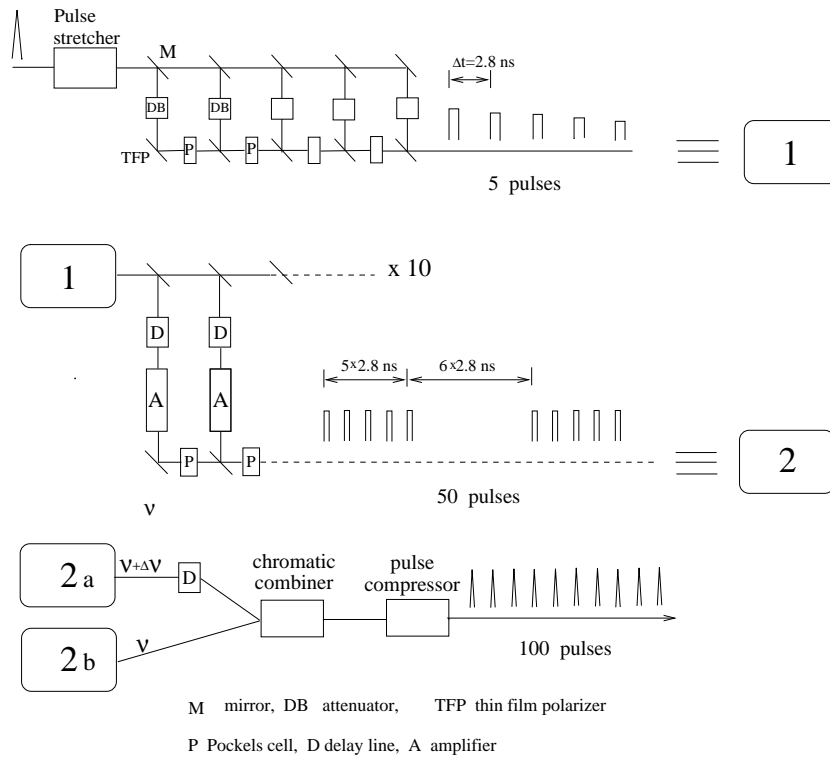 Pulse
stretcher
M
Δt=2.8 ns
DB DB
TFP P P
5 pulses
1
1
x 10
D D
5x2.8 ns 6x2.8 ns
A A
P P
50 pulses
2
ν
2 a
ν+Δν
D
chromatic
combiner
pulse
compressor
2 b
ν
100 pulses
M mirror, DB attenuator, TFP thin film polarizer
P Pockels cell, D delay line, A amplifier